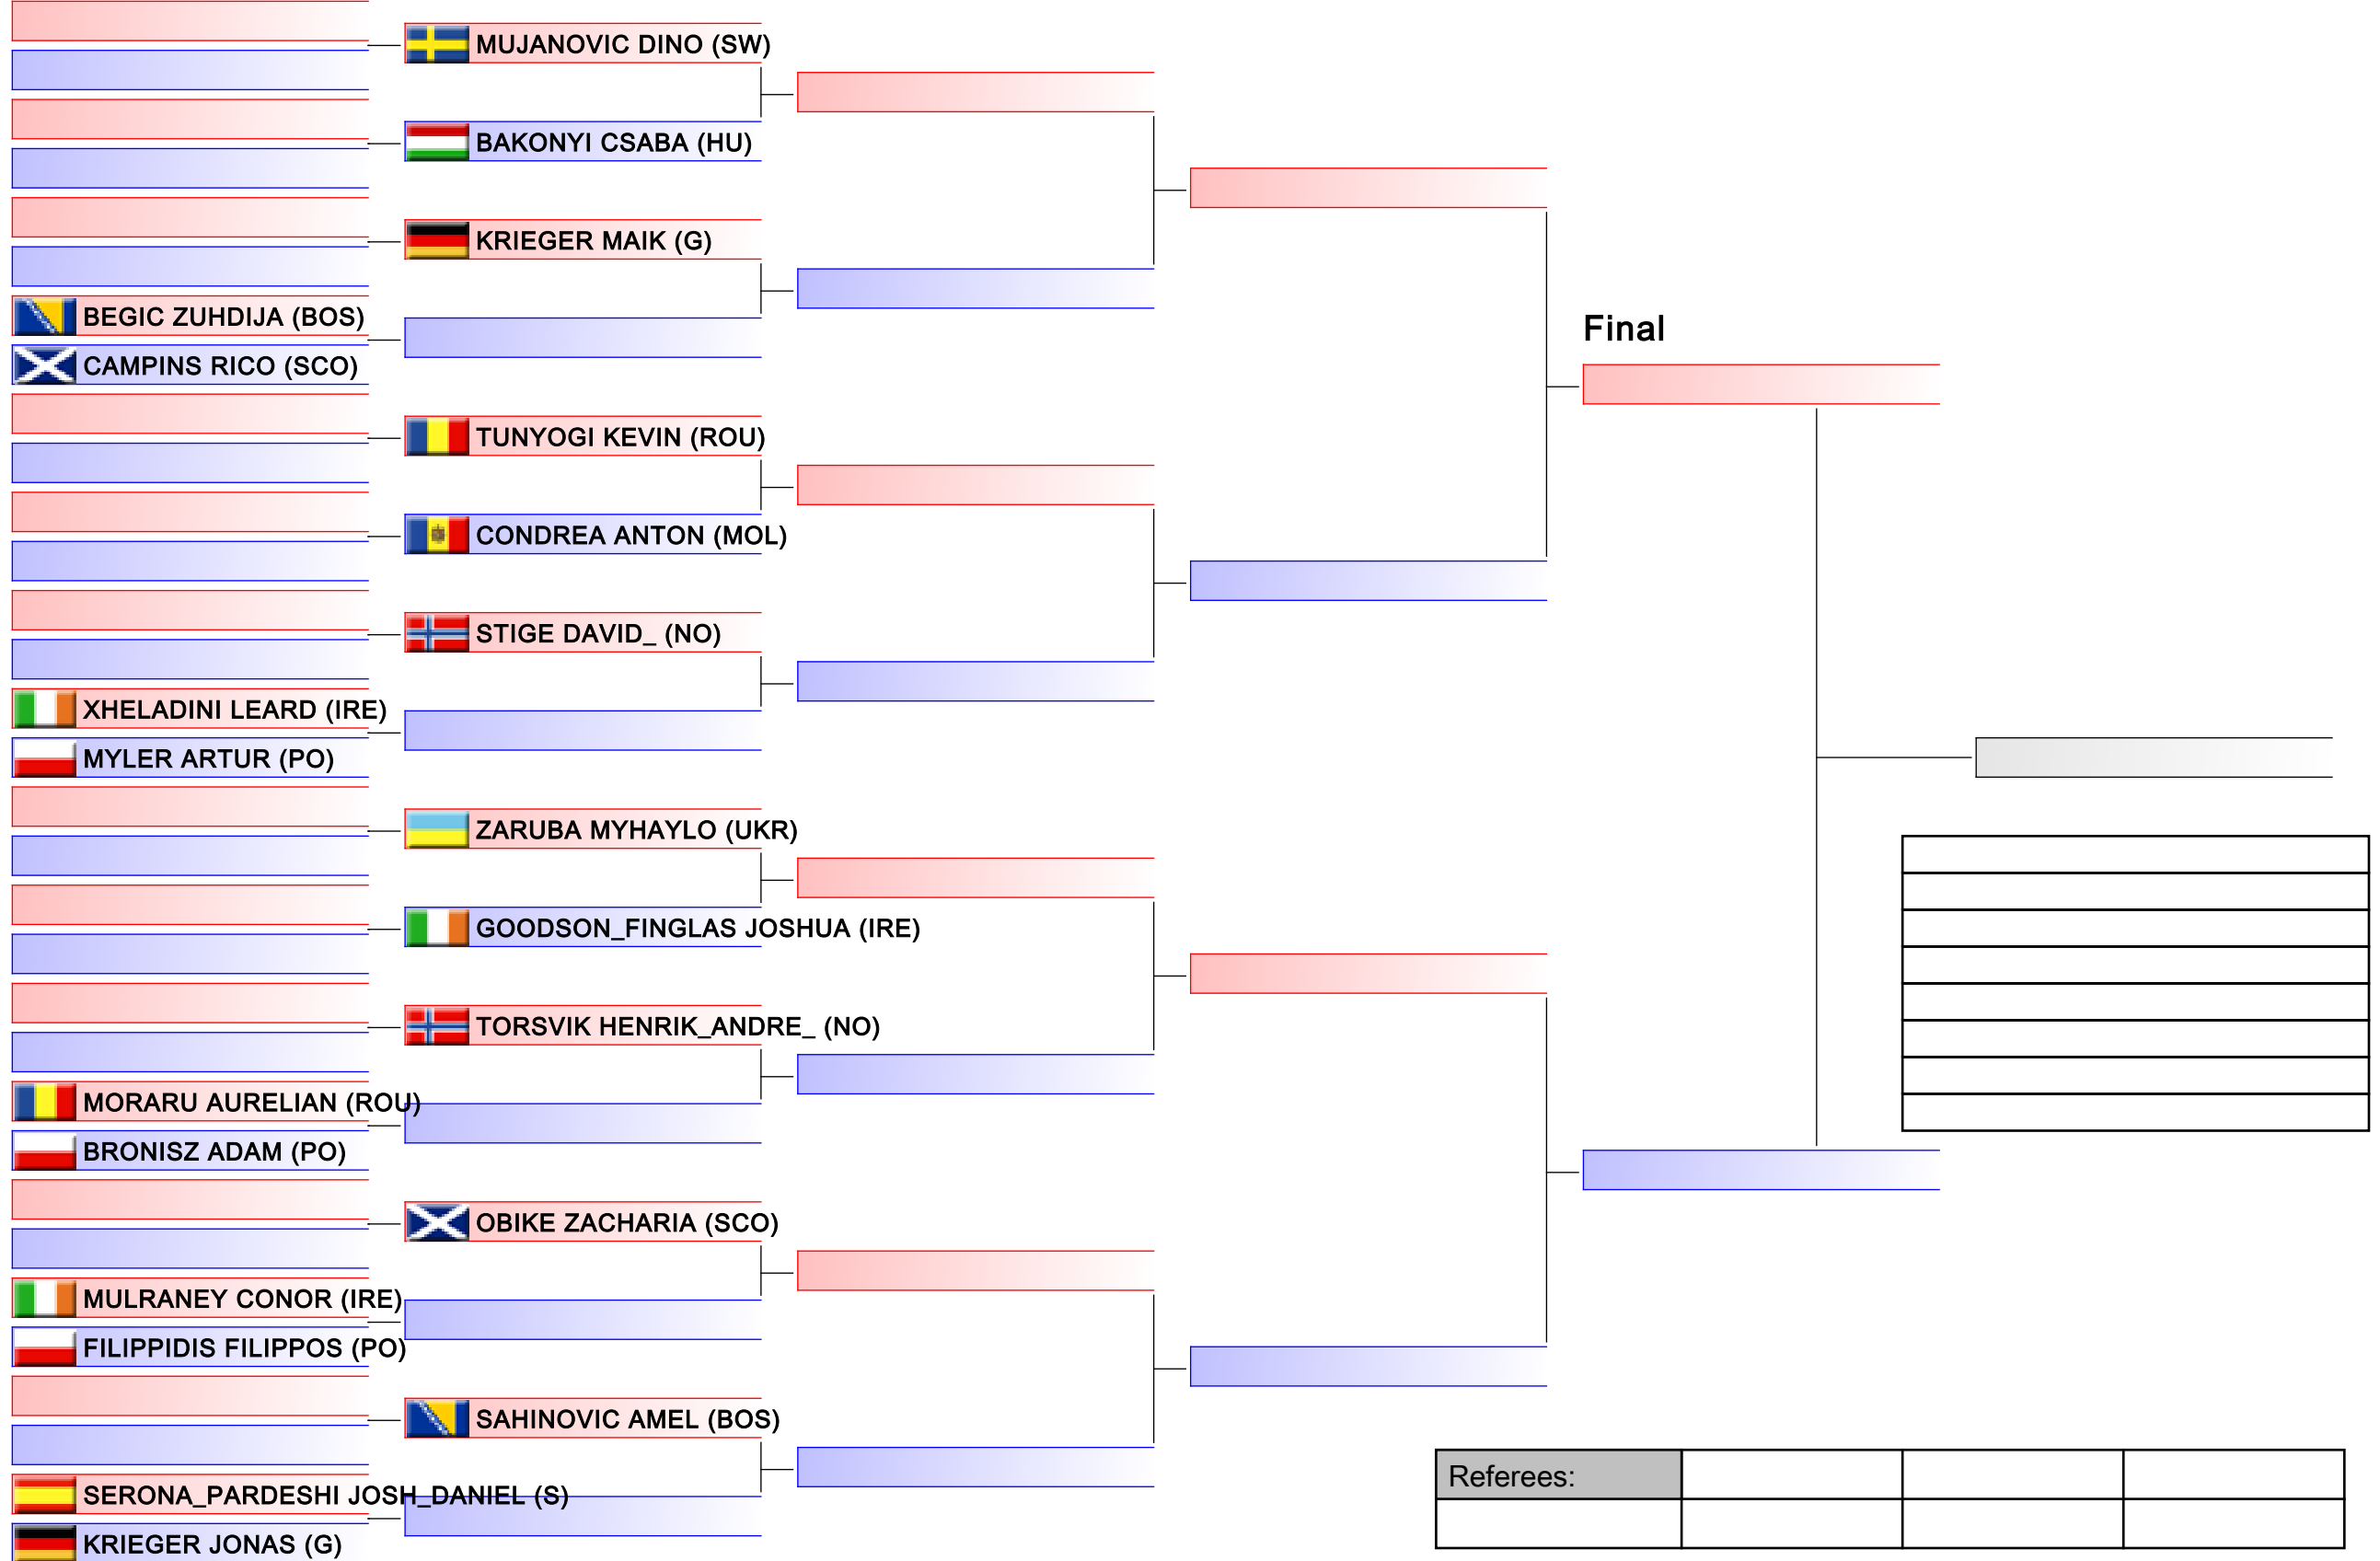 MUJANOVIC DINO (SW)
BAKONYI CSABA (HU)
KRIEGER MAIK (G)
BEGIC ZUHDIJA (BOS)
CAMPINS RICO (SCO)
Final
TUNYOGI KEVIN (ROU)
CONDREA ANTON (MOL)
STIGE DAVID_ (NO)
XHELADINI LEARD (IRE)
MYLER ARTUR (PO)
ZARUBA MYHAYLO (UKR)
GOODSON_FINGLAS JOSHUA (IRE)
TORSVIK HENRIK_ANDRE_ (NO)
MORARU AURELIAN (ROU)
BRONISZ ADAM (PO)
OBIKE ZACHARIA (SCO)
MULRANEY CONOR (IRE)
FILIPPIDIS FILIPPOS (PO)
SAHINOVIC AMEL (BOS)
Referees:
SERONA_PARDESHI JOSH_DANIEL (S)
KRIEGER JONAS (G)